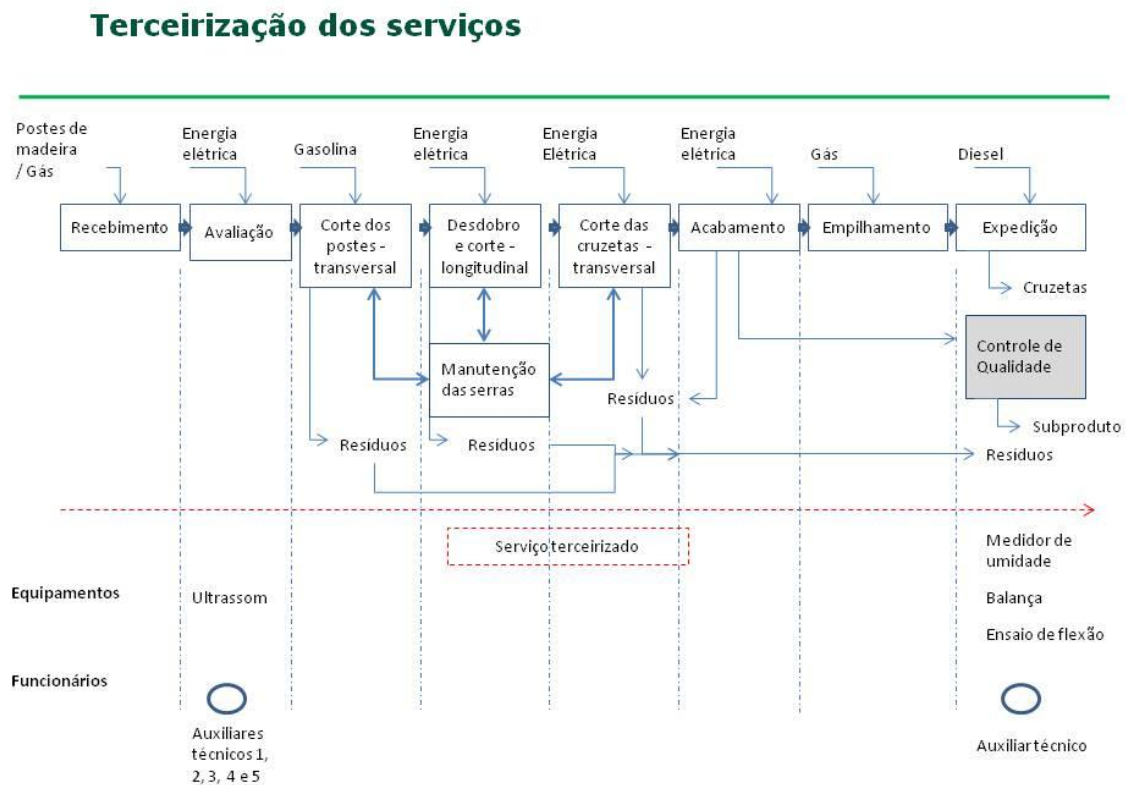 Terceirização dos serviços
Postes de
madeira
/ Gás
Energia
elétrica
Gasolina
Energia
elétrica
Energia
Elétrica
Energia
elétrica
Gás
Diesel
Recebimento
Avaliação
Corte dos
postes -
transversal
Desdobro
e corte -
longitudinal
Corte das
cruzetas -
transversal
Acabamento
Empilhamento
Expedição
Cruzetas
Manutenção
das serras
Controle de
Qualidade
Resíduos
Subproduto
Resíduos
Resíduos
Resíduos
Serviço terceirizado
Medidor de
umidade
Equipamentos
Ultrassom
Balança
Ensaio de flexão
Funcionários
Auxiliares
técnicos 1,
2, 3, 4 e 5
Auxiliar técnico